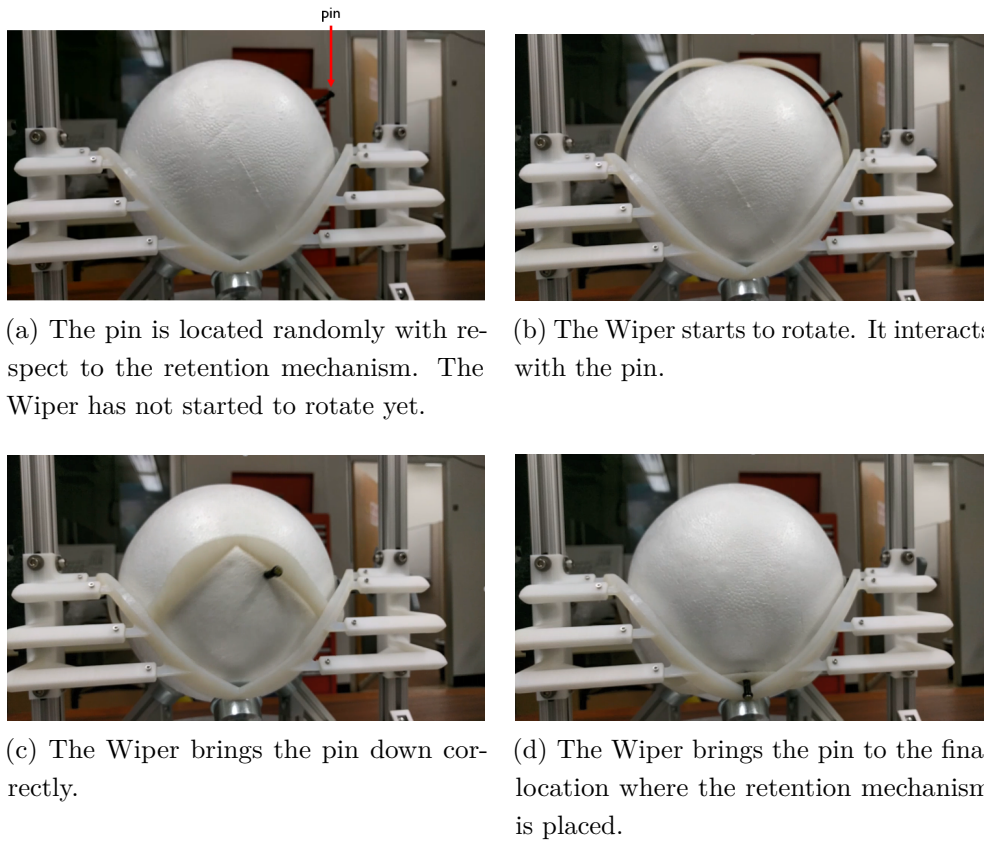 pin
(a) The pin is located randomly with re-
spect to the retention mechanism. The
Wiper has not started to rotate yet.
(b) The Wiper starts to rotate. It interacts
with the pin.
(c) The Wiper brings the pin down cor-
rectly.
(d) The Wiper brings the pin to the fina
location where the retention mechanism
is placed.